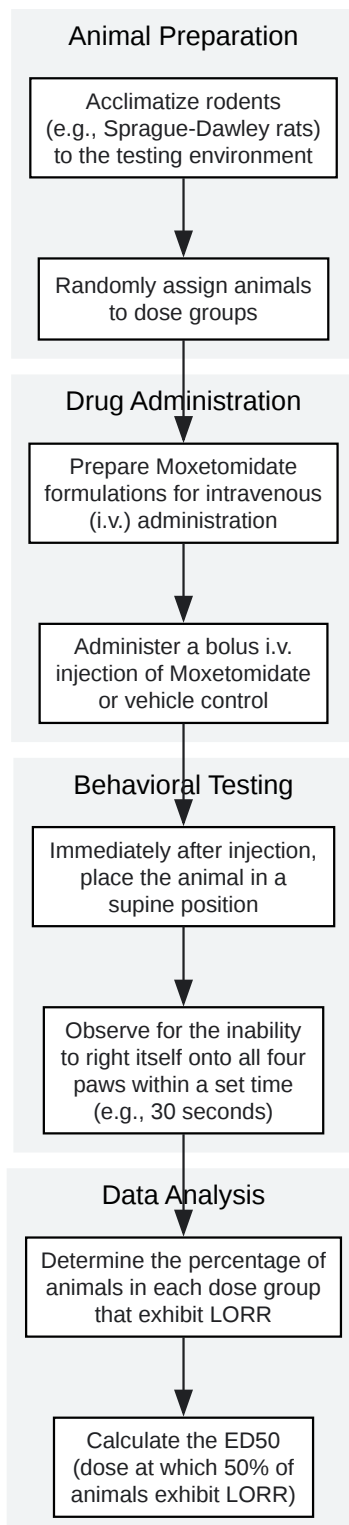 Animal Preparation
Acclimatize rodents
(e.g., Sprague-Dawley rats)
to the testing environment
Randomly assign animals
to dose groups
Drug Administration
Prepare Moxetomidate
formulations for intravenous
(i.v.) administration
Administer a bolus i.v.
injection of Moxetomidate
or vehicle control
Behavioral Testing
Immediately after injection,
place the animal in a
supine position
Observe for the inability
to right itself onto all four
paws within a set time
(e.g., 30 seconds)
Data Analysis
Determine the percentage of
animals in each dose group
that exhibit LORR
Calculate the ED50
(dose at which 50% of
animals exhibit LORR)